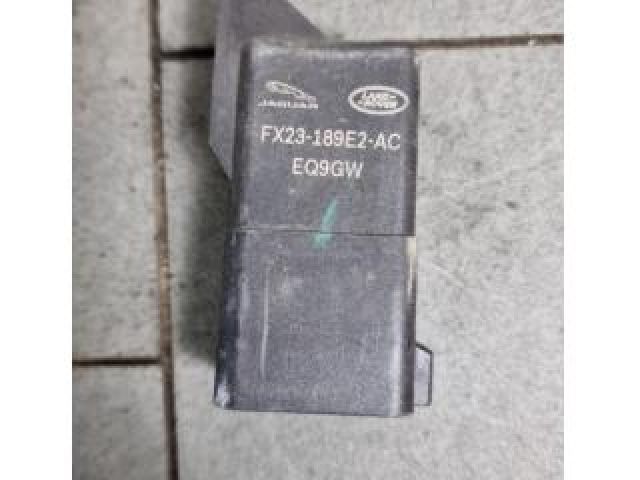 JAGUAR
LAND-
ROVER
FX23-189E2-AC
EQ9GW